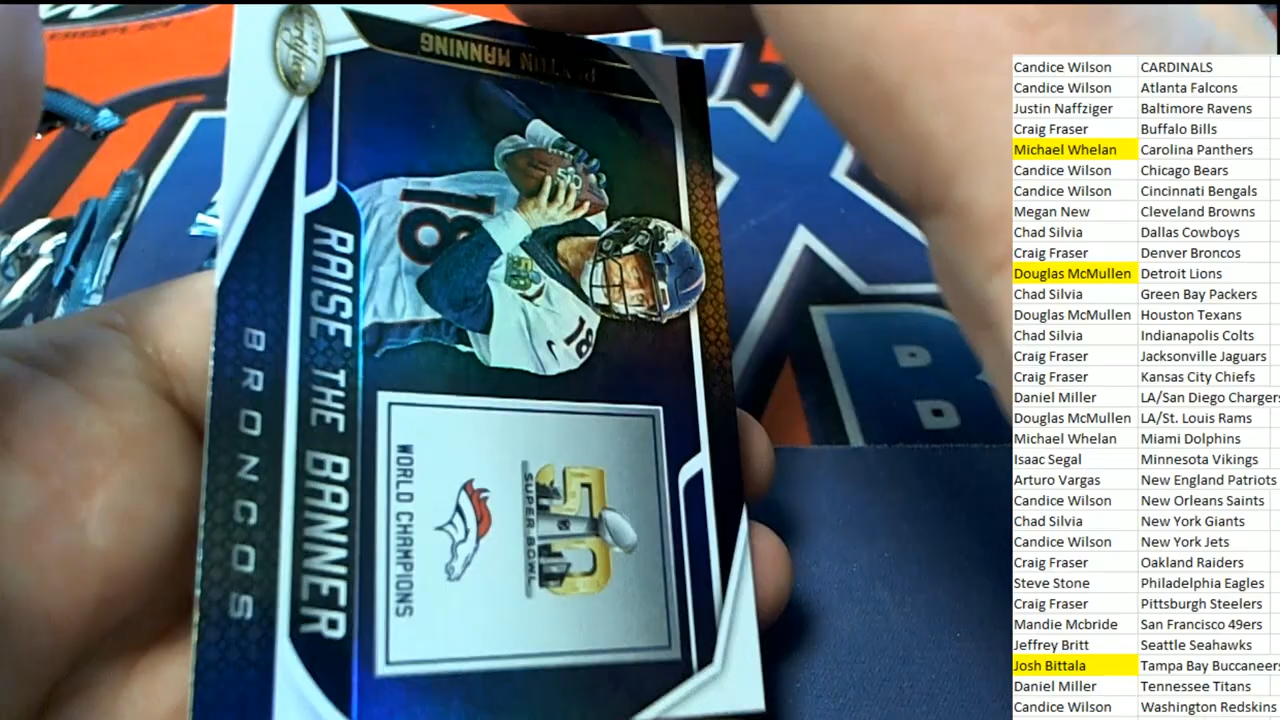 PEYTON MANNING
18
18
50
RAISE THE BANNER
BRONCOS
50
SUPER BOWL
WORLD CHAMPIONS
B
Candice Wilson CARDINALS
Candice Wilson Atlanta Falcons
Justin Naffziger Baltimore Ravens
Craig Fraser Buffalo Bills
Michael Whelan Carolina Panthers
Candice Wilson Chicago Bears
Candice Wilson Cincinnati Bengals
Megan New Cleveland Browns
Chad Silvia Dallas Cowboys
Craig Fraser Denver Broncos
Douglas McMullen Detroit Lions
Chad Silvia Green Bay Packers
Douglas McMullen Houston Texans
Chad Silvia Indianapolis Colts
Craig Fraser Jacksonville Jaguars
Craig Fraser Kansas City Chiefs
Daniel Miller LA/San Diego Chargers
Douglas McMullen LA/St. Louis Rams
Michael Whelan Miami Dolphins
Isaac Segal Minnesota Vikings
Arturo Vargas New England Patriots
Candice Wilson New Orleans Saints
Chad Silvia New York Giants
Candice Wilson New York Jets
Craig Fraser Oakland Raiders
Steve Stone Philadelphia Eagles
Craig Fraser Pittsburgh Steelers
Mandie Mcbride San Francisco 49ers
Jeffrey Britt Seattle Seahawks
Josh Bittala Tampa Bay Buccaneers
Daniel Miller Tennessee Titans
Candice Wilson Washington Redskins